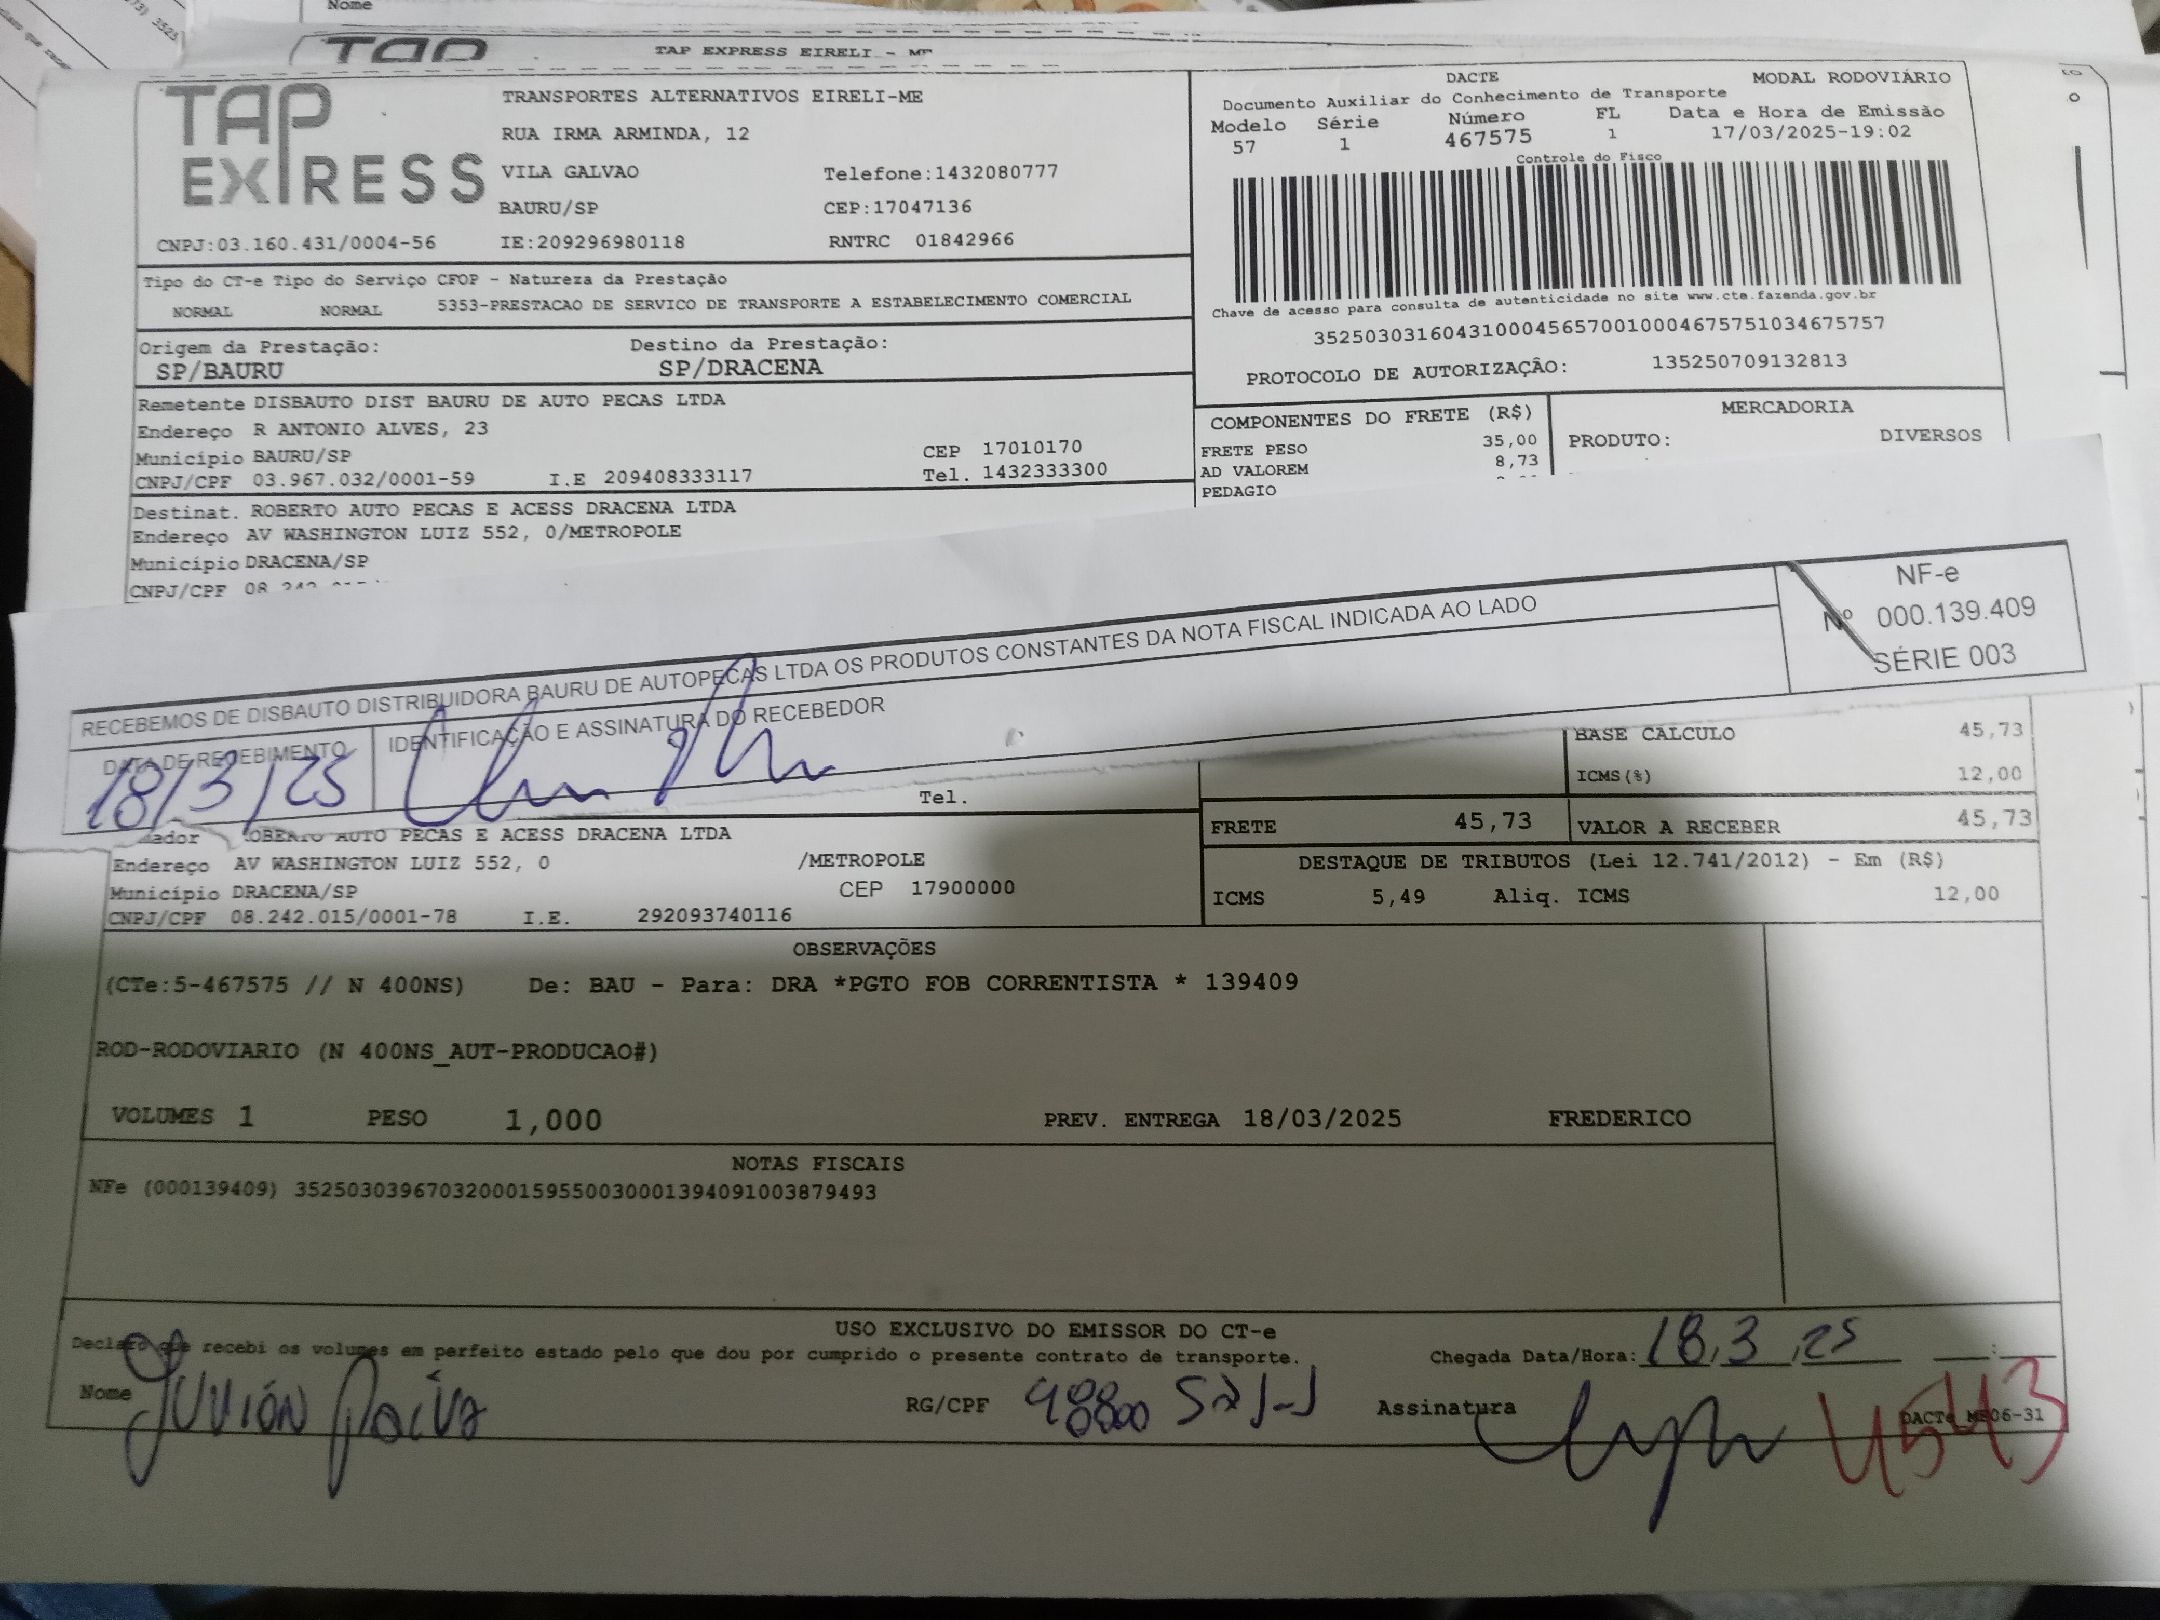 Nome
TAP EXPRESS EIRELI - ME
TAP
EXPRESS
TRANSPORTES ALTERNATIVOS EIRELI-ME
RUA IRMA ARMINDA, 12
VILA GALVAO Telefone:1432080777
BAURU/SP CEP:17047136
CNPJ:03.160.431/0004-56 IE:209296980118 RNTRC 01842966
DACTE MODAL RODOVIÁRIO
Documento Auxiliar do Conhecimento de Transporte
Modelo Série Número FL Data e Hora de Emissão
57 1 467575 1 17/03/2025-19:02
Controle do Fisco
Chave de acesso para consulta de autenticidade no site www.cte.fazenda.gov.br
35250303160431000456570010004675751034675757
PROTOCOLO DE AUTORIZAÇÂO: 135250709132813
Tipo do CT-e Tipo do Serviço CFOP - Natureza da Prestação
NORMAL NORMAL 5353-PRESTACAO DE SERVICO DE TRANSPORTE A ESTABELECIMENTO COMERCIAL
Origem da Prestação: Destino da Prestação:
SP/BAURU SP/DRACENA
Remetente DISBAUTO DIST BAURU DE AUTO PECAS LTDA
Endereço R ANTONIO ALVES, 23
Município BAURU/SP CEP 17010170
CNPJ/CPF 03.967.032/0001-59 I.E 209408333117 Tel. 1432333300
COMPONENTES DO FRETE (R$) MERCADORIA
FRETE PESO 35,00 PRODUTO: DIVERSOS
AD VALOREM 8,73
PEDAGIO
Destinat. ROBERTO AUTO PECAS E ACESS DRACENA LTDA
Endereço AV WASHINGTON LUIZ 552, 0/METROPOLE
Município DRACENA/SP
CNPJ/CPF 08
RECEBEMOS DE DISBAUTO DISTRIBUIDORA BAURU DE AUTOPECAS LTDA OS PRODUTOS CONSTANTES DA NOTA FISCAL INDICADA AO LADO
NF-e
Nº 000.139.409
SÉRIE 003
DATA DE RECEBIMENTO IDENTIFICAÇÃO E ASSINATURA DO RECEBEDOR
18/3/25
BASE CALCULO 45,73
ICMS(%) 12,00
Tel.
FRETE 45,73 VALOR A RECEBER 45,73
OBERTO AUTO PECAS E ACESS DRACENA LTDA
Endereço AV WASHINGTON LUIZ 552, 0 /METROPOLE
Município DRACENA/SP CEP 17900000
CNPJ/CPF 08.242.015/0001-78 I.E. 292093740116
DESTAQUE DE TRIBUTOS (Lei 12.741/2012) - Em (R$)
ICMS 5,49 Aliq. ICMS 12,00
OBSERVAÇÕES
(CTe:5-467575 // N 400NS) De: BAU - Para: DRA *PGTO FOB CORRENTISTA * 139409
ROD-RODOVIARIO (N 400NS_AUT-PRODUCAO#)
VOLUMES 1 PESO 1,000 PREV. ENTREGA 18/03/2025 FREDERICO
NOTAS FISCAIS
NFe (000139409) 35250303967032000159550030001394091003879493
USO EXCLUSIVO DO EMISSOR DO CT-e
Declaro que recebi os volumes em perfeito estado pelo que dou por cumprido o presente contrato de transporte. Chegada Data/Hora: 18,3,25 :
Nome RG/CPF Assinatura
DACTe